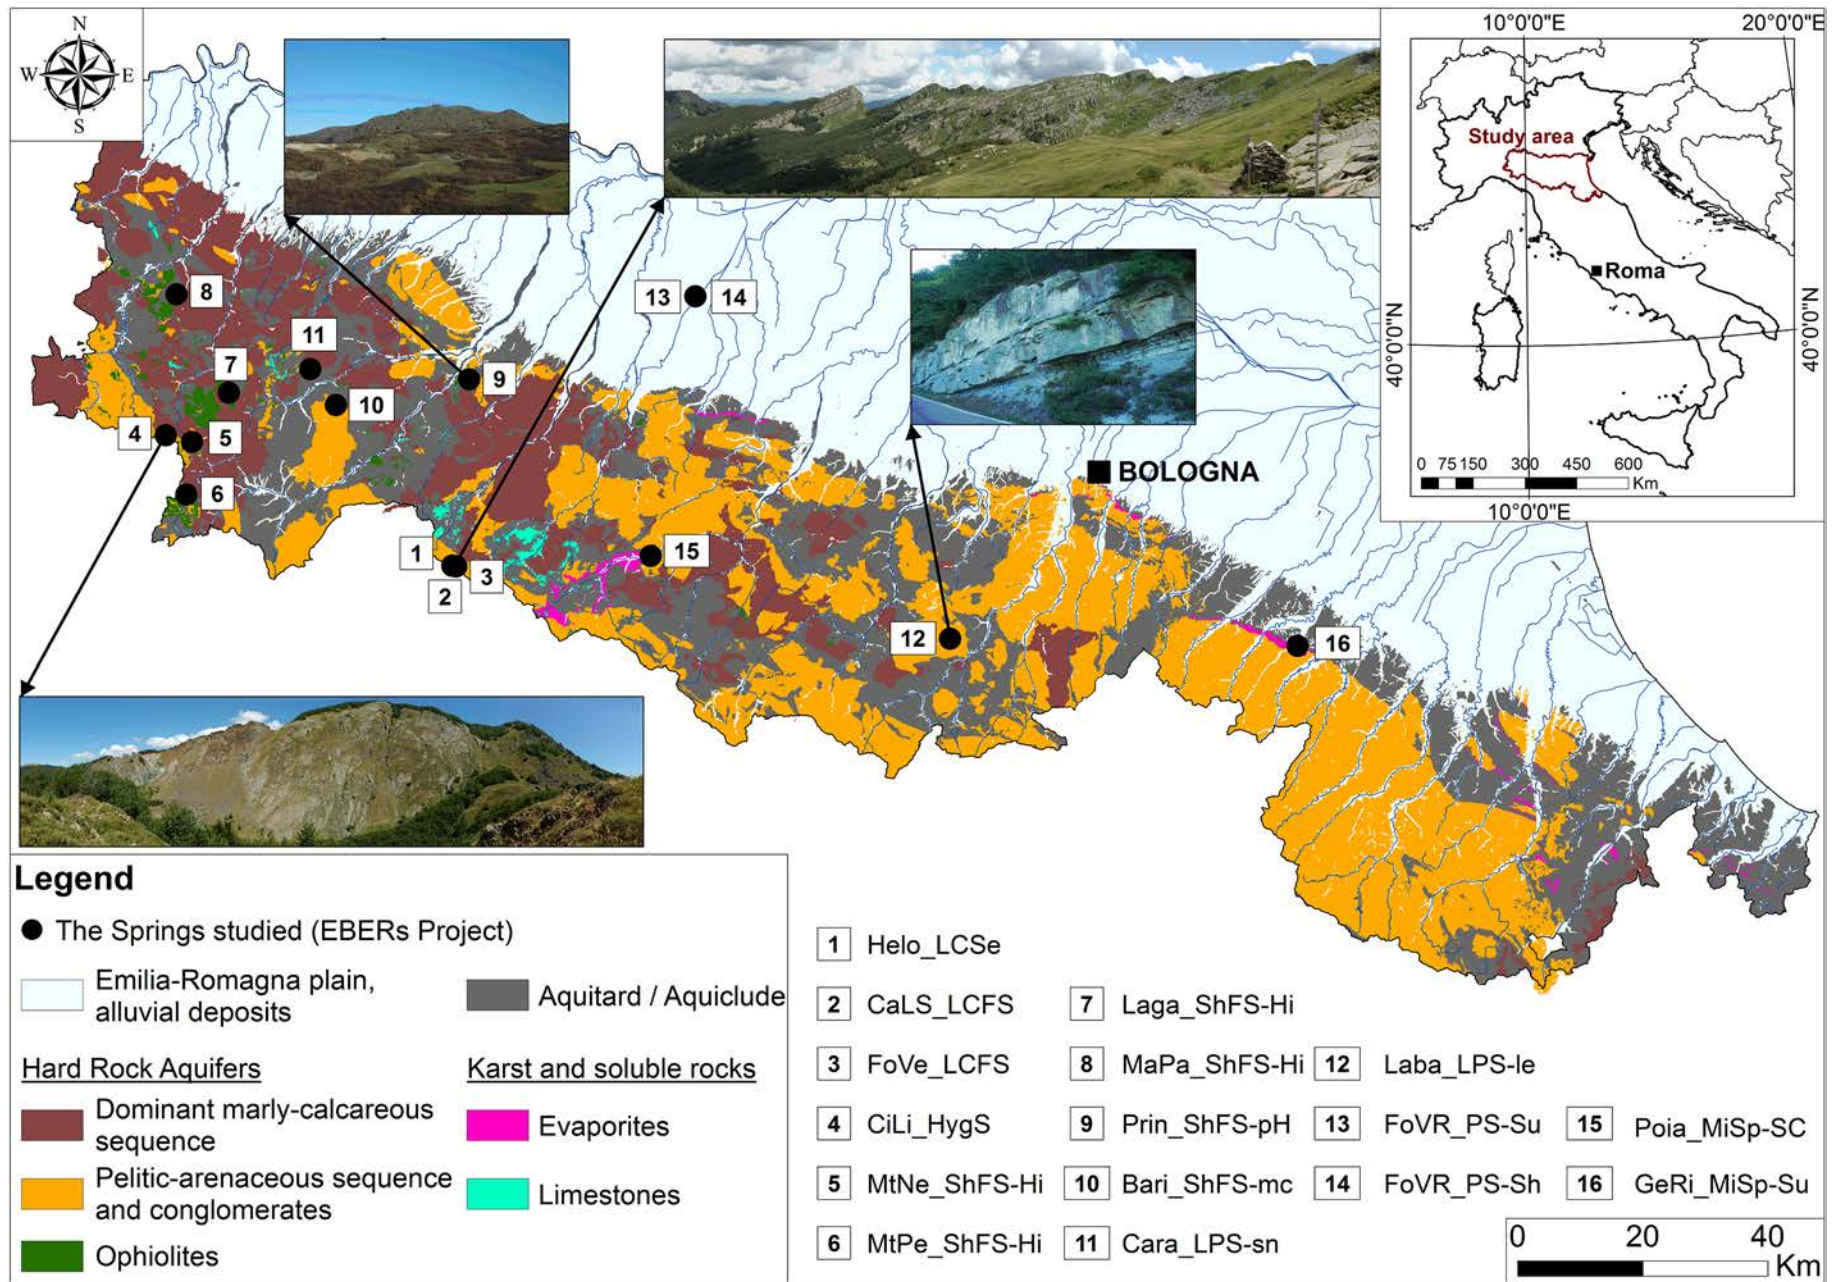 N
W E
S
10°0'0"E 20°0'0"E
Study area
Roma
40°0'0"N 40°0'0"N
0 75 150 300 450 600
Km
10°0'0"E
8
11
7
9
10
4
5
6
13 14
BOLOGNA
1
2
3
15
12
16
Legend
The Springs studied (EBERs Project)
Emilia-Romagna plain,
alluvial deposits
Aquitard / Aquiclude
Hard Rock Aquifers
Dominant marly-calcareous
sequence
Pelitic-arenaceous sequence
and conglomerates
Ophiolites
Karst and soluble rocks
Evaporites
Limestones
1 Helo_LCSe
2 CaLS_LCFS
3 FoVe_LCFS
4 CiLi_HygS
5 MtNe_ShFS-Hi
6 MtPe_ShFS-Hi
7 Laga_ShFS-Hi
8 MaPa_ShFS-Hi
9 Prin_ShFS-pH
10 Bari_ShFS-mc
11 Cara_LPS-sn
12 Laba_LPS-le
13 FoVR_PS-Su
14 FoVR_PS-Sh
15 Poia_MiSp-SC
16 GeRi_MiSp-Su
0 20 40
Km